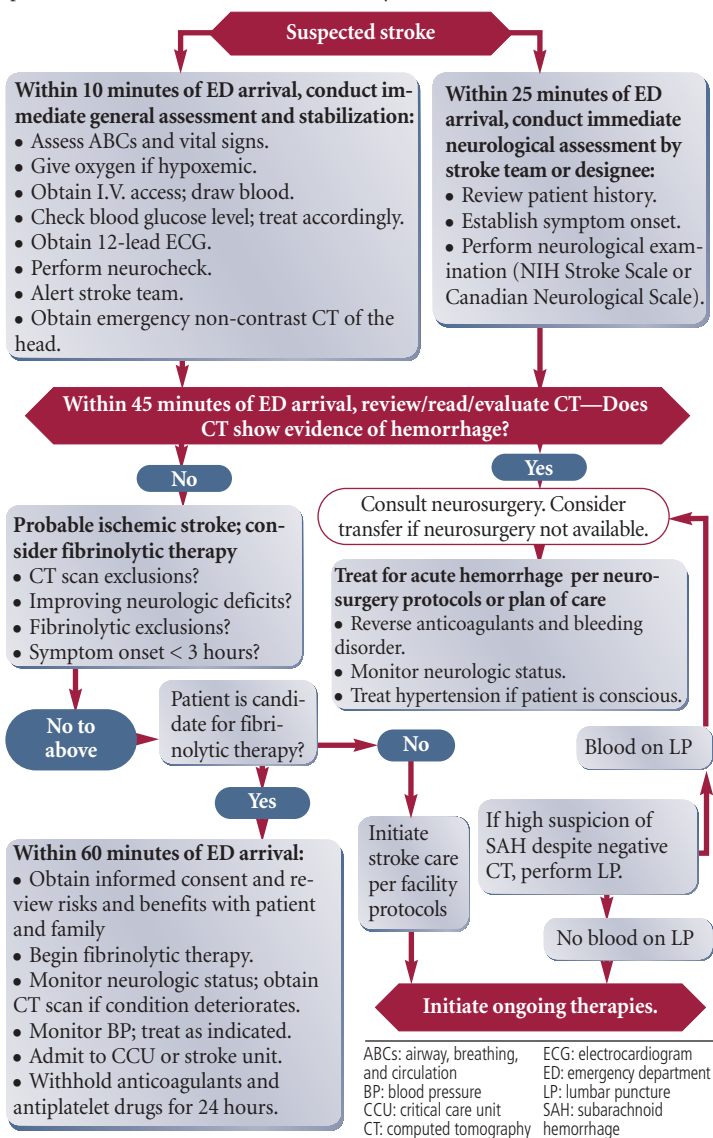 Suspected stroke
Within 10 minutes of ED arrival, conduct im-
mediate general assessment and stabilization:
• Assess ABCs and vital signs.
• Give oxygen if hypoxemic.
• Obtain I.V. access; draw blood.
• Check blood glucose level; treat accordingly.
• Obtain 12-lead ECG.
• Perform neurocheck.
• Alert stroke team.
• Obtain emergency non-contrast CT of the
head.
Within 25 minutes of ED
arrival, conduct immediate
neurological assessment by
stroke team or designee:
• Review patient history.
• Establish symptom onset.
• Perform neurological exam-
ination (NIH Stroke Scale or
Canadian Neurological Scale).
Within 45 minutes of ED arrival, review/read/evaluate CT—Does
CT show evidence of hemorrhage?
No
Yes
Probable ischemic stroke; con-
sider fibrinolytic therapy
• CT scan exclusions?
• Improving neurologic deficits?
• Fibrinolytic exclusions?
• Symptom onset < 3 hours?
Consult neurosurgery. Consider
transfer if neurosurgery not available.
Treat for acute hemorrhage per neuro-
surgery protocols or plan of care
• Reverse anticoagulants and bleeding
disorder.
• Monitor neurologic status.
• Treat hypertension if patient is conscious.
No to
above
Patient is candi-
date for fibri-
nolytic therapy?
No
Yes
Blood on LP
Initiate
stroke care
per facility
protocols
If high suspicion of
SAH despite negative
CT, perform LP.
No blood on LP
Within 60 minutes of ED arrival:
• Obtain informed consent and re-
view risks and benefits with patient
and family
• Begin fibrinolytic therapy.
• Monitor neurologic status; obtain
CT scan if condition deteriorates.
• Monitor BP; treat as indicated.
• Admit to CCU or stroke unit.
• Withhold anticoagulants and
antiplatelet drugs for 24 hours.
Initiate ongoing therapies.
ABCs: airway, breathing,
and circulation
BP: blood pressure
CCU: critical care unit
CT: computed tomography
ECG: electrocardiogram
ED: emergency department
LP: lumbar puncture
SAH: subarachnoid
hemorrhage